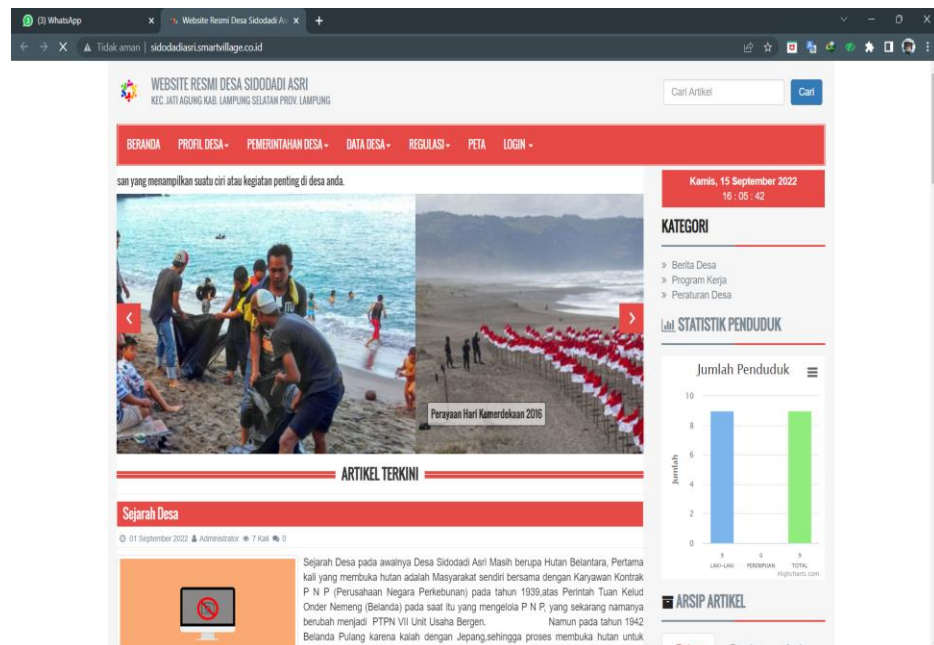 (3) WhatsApp
Website Resmi Desa Sidodadi As
Tidak aman | sidodadiasri.smartvillage.co.id
WEBSITE RESMI DESA SIDODADI ASRI
KEC. JATI AGUNG KAB. LAMPUNG SELATAN PROV. LAMPUNG
Cari Artikel
Cari
BERANDA PROFIL DESA PEMERINTAHAN DESA DATA DESA REGULASI PETA LOGIN
san yang menampilkan suatu ciri atau kegiatan penting di desa anda.
Perayaan Hari Kemerdekaan 2016
ARTIKEL TERKINI
Sejarah Desa
01 September 2022 Administrator 7 Kali 0
Sejarah Desa pada awalnya Desa Sidodadi Asri Masih berupa Hutan Belantara, Pertama
kali yang membuka hutan adalah Masyarakat sendiri bersama dengan Karyawan Kontrak
P N P (Perusahaan Negara Perkebunan) pada tahun 1939,atas Perintah Tuan Kelud
Onder Nemeng (Belanda) pada saat itu yang mengelola P N P, yang sekarang namanya
berubah menjadi PTPN VII Unit Usaha Bergen. Namun pada tahun 1942
Belanda Pulang karena kalah dengan Jepang,sehingga proses membuka hutan untuk
Kamis, 15 September 2022
16 : 05 : 42
KATEGORI
» Berita Desa
» Program Kerja
» Peraturan Desa
STATISTIK PENDUDUK
Jumlah Penduduk
Jumlah
10
8
6
4
2
0
9 0 9
LAKI-LAKI PEREMPUAN TOTAL
Highcharts.com
ARSIP ARTIKEL